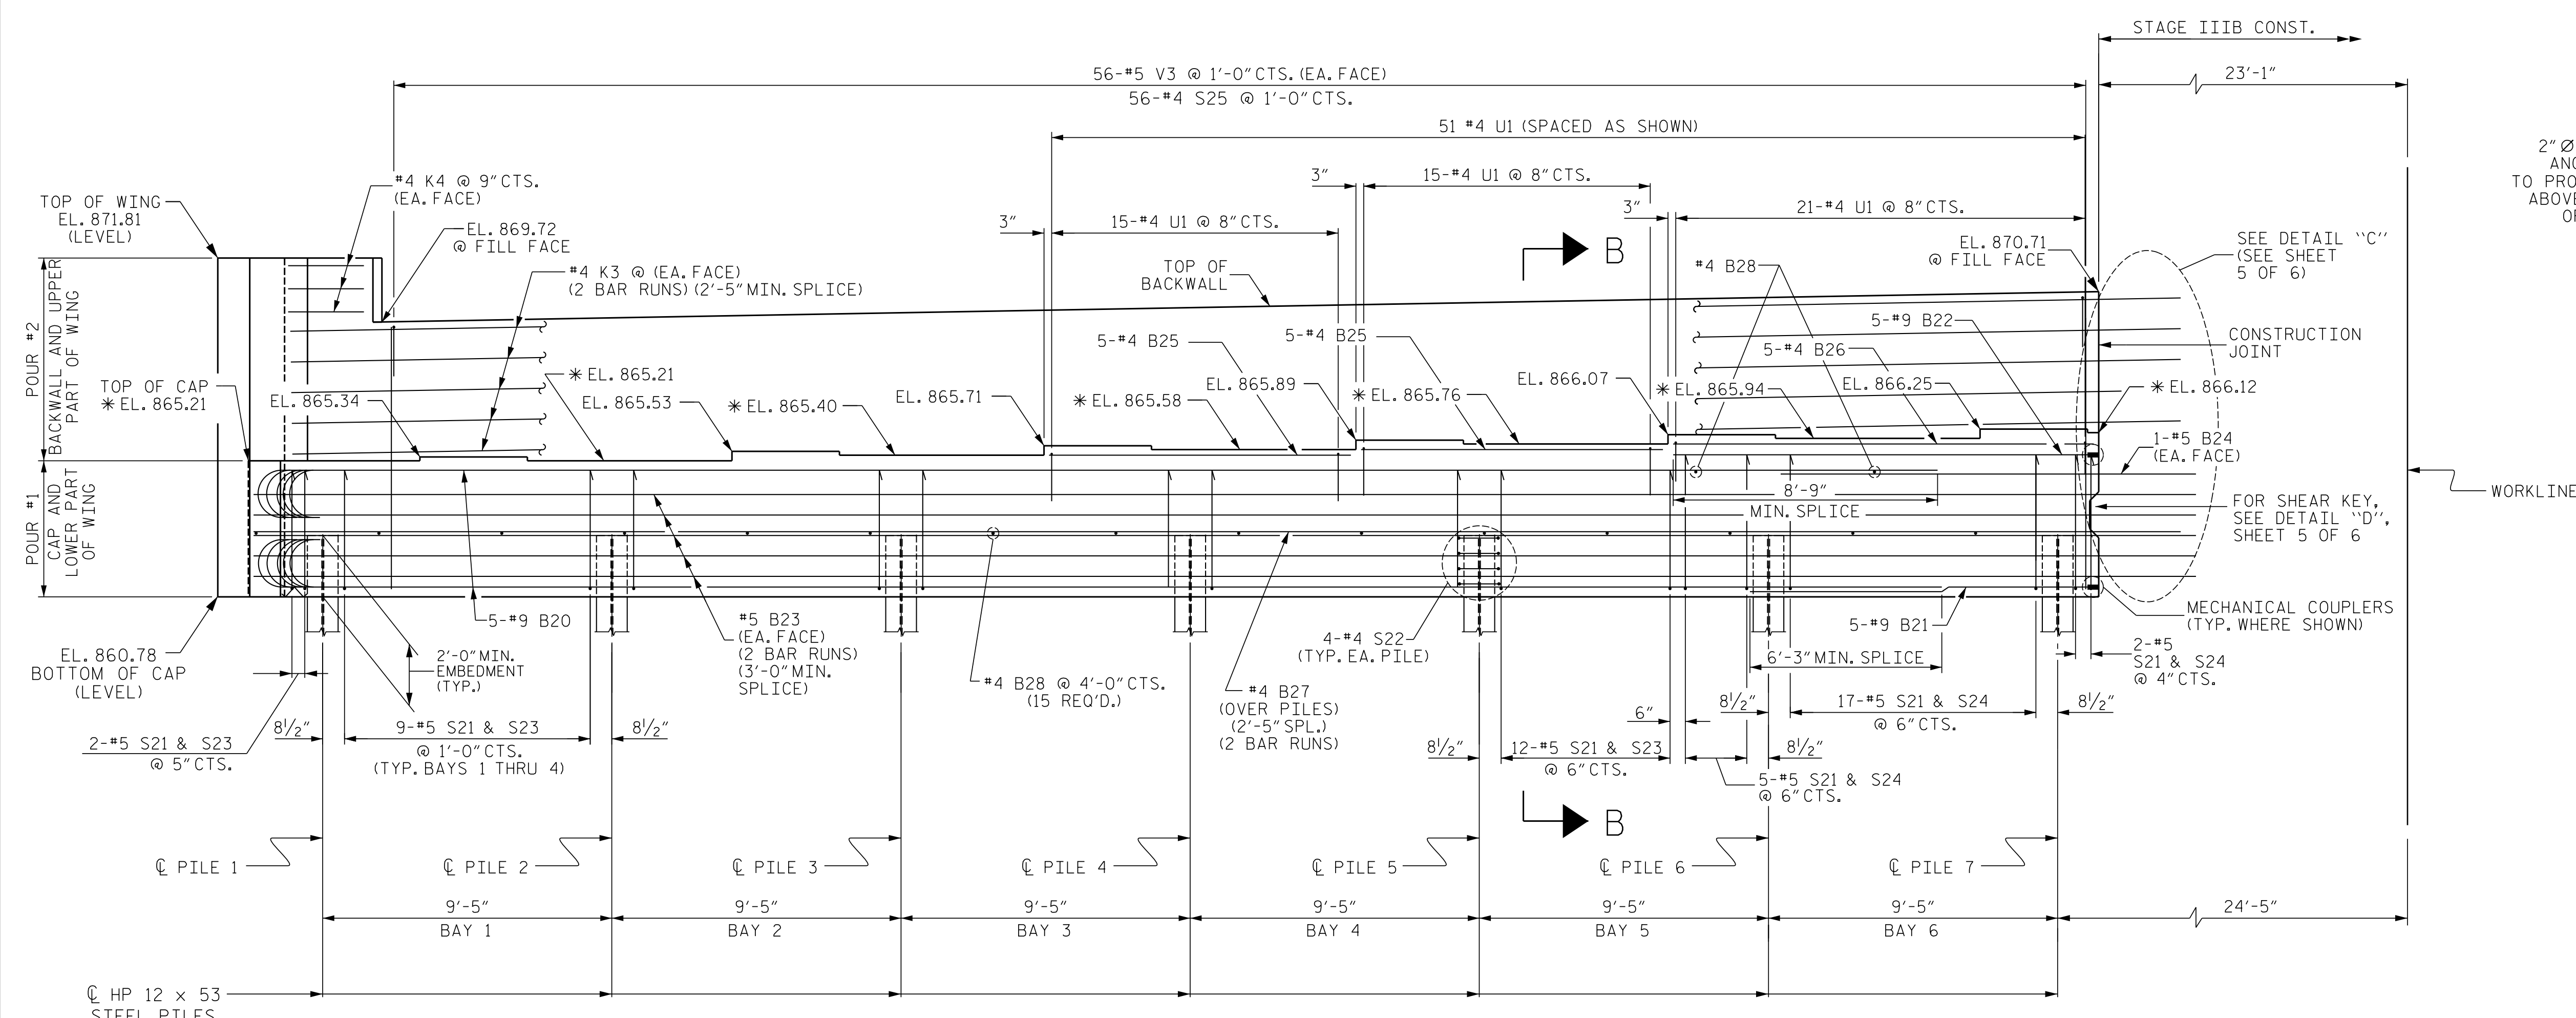 STAGE IIIB CONST.
56-#5 V3 @ 1'-0" CTS. (EA. FACE)
56-#4 S25 @ 1'-0" CTS.
23'-1"
51 #4 U1 (SPACED AS SHOWN)
3"
15-#4 U1 @ 8" CTS.
3"
15-#4 U1 @ 8" CTS.
3"
21-#4 U1 @ 8" CTS.
2" Ø
TO PRO
ABOVE
#4 K4 @ 9" CTS.
(EA. FACE)
TOP OF WING
EL. 871.81
(LEVEL)
EL. 869.72
@ FILL FACE
#4 K3 @ (EA. FACE)
(2 BAR RUNS) (2'-5" MIN. SPLICE)
TOP OF
BACKWALL
B
#4 B28
EL. 870.71
@ FILL FACE
SEE DETAIL "C"
(SEE SHEET
5 OF 6)
POUR #2
BACKWALL AND UPPER
PART OF WING
5-#4 B25
5-#4 B25
5-#9 B22
5-#4 B26
CONSTRUCTION
JOINT
TOP OF CAP
✳ EL. 865.21
EL. 865.34
✳ EL. 865.21
EL. 865.53
✳ EL. 865.40
EL. 865.71
✳ EL. 865.58
EL. 865.89
✳ EL. 865.76
EL. 866.07
✳ EL. 865.94
EL. 866.25
✳ EL. 866.12
1-#5 B24
(EA. FACE)
8'-9"
MIN. SPLICE
WORKLINE
FOR SHEAR KEY,
SEE DETAIL "D",
SHEET 5 OF 6
POUR #1
CAP AND
LOWER PART
OF WING
EL. 860.78
BOTTOM OF CAP
(LEVEL)
5-#9 B20
2'-0" MIN.
EMBEDMENT
(TYP.)
#5 B23
(EA. FACE)
(2 BAR RUNS)
(3'-0" MIN.
SPLICE)
#4 B28 @ 4'-0" CTS.
(15 REQ'D.)
#4 B27
(OVER PILES)
(2'-5" SPL.)
(2 BAR RUNS)
4-#4 S22
(TYP. EA. PILE)
5-#9 B21
6'-3" MIN. SPLICE
MECHANICAL COUPLERS
(TYP. WHERE SHOWN)
2-#5
S21 & S24
@ 4" CTS.
2-#5 S21 & S23
@ 5" CTS.
8½"
9-#5 S21 & S23
@ 1'-0" CTS.
(TYP. BAYS 1 THRU 4)
8½"
8½"
12-#5 S21 & S23
@ 6" CTS.
6"
8½"
8½"
5-#5 S21 & S24
@ 6" CTS.
17-#5 S21 & S24
@ 6" CTS.
8½"
B
℄ PILE 1
℄ PILE 2
℄ PILE 3
℄ PILE 4
℄ PILE 5
℄ PILE 6
℄ PILE 7
9'-5"
9'-5"
9'-5"
9'-5"
9'-5"
9'-5"
24'-5"
BAY 1
BAY 2
BAY 3
BAY 4
BAY 5
BAY 6
℄ HP 12 x 53
STEEL PILES